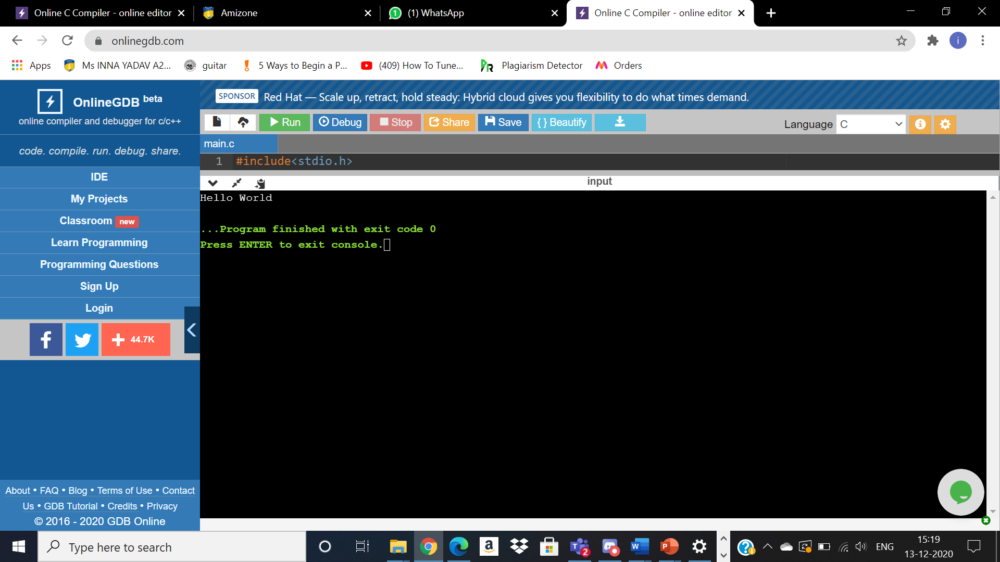 Online C Compiler - online editor
Amizone
(1) WhatsApp
Online C Compiler - online editor
onlinegdb.com
i
Apps
Ms INNA YADAV A2...
guitar
5 Ways to Begin a P...
(409) How To Tune...
Plagiarism Detector
Orders
OnlineGDB beta
online compiler and debugger for c/c++
code. compile. run. debug. share.
IDE
My Projects
Classroom new
Learn Programming
Programming Questions
Sign Up
Login
44.7K
About • FAQ • Blog • Terms of Use • Contact
Us • GDB Tutorial • Credits • Privacy
© 2016 - 2020 GDB Online
SPONSOR Red Hat — Scale up, retract, hold steady: Hybrid cloud gives you flexibility to do what times demand.
Run
Debug
Stop
Share
Save
{ } Beautify
Language C
main.c
1 #include<stdio.h>
input
Hello World
...Program finished with exit code 0
Press ENTER to exit console.
Type here to search
2
ENG
15:19
13-12-2020